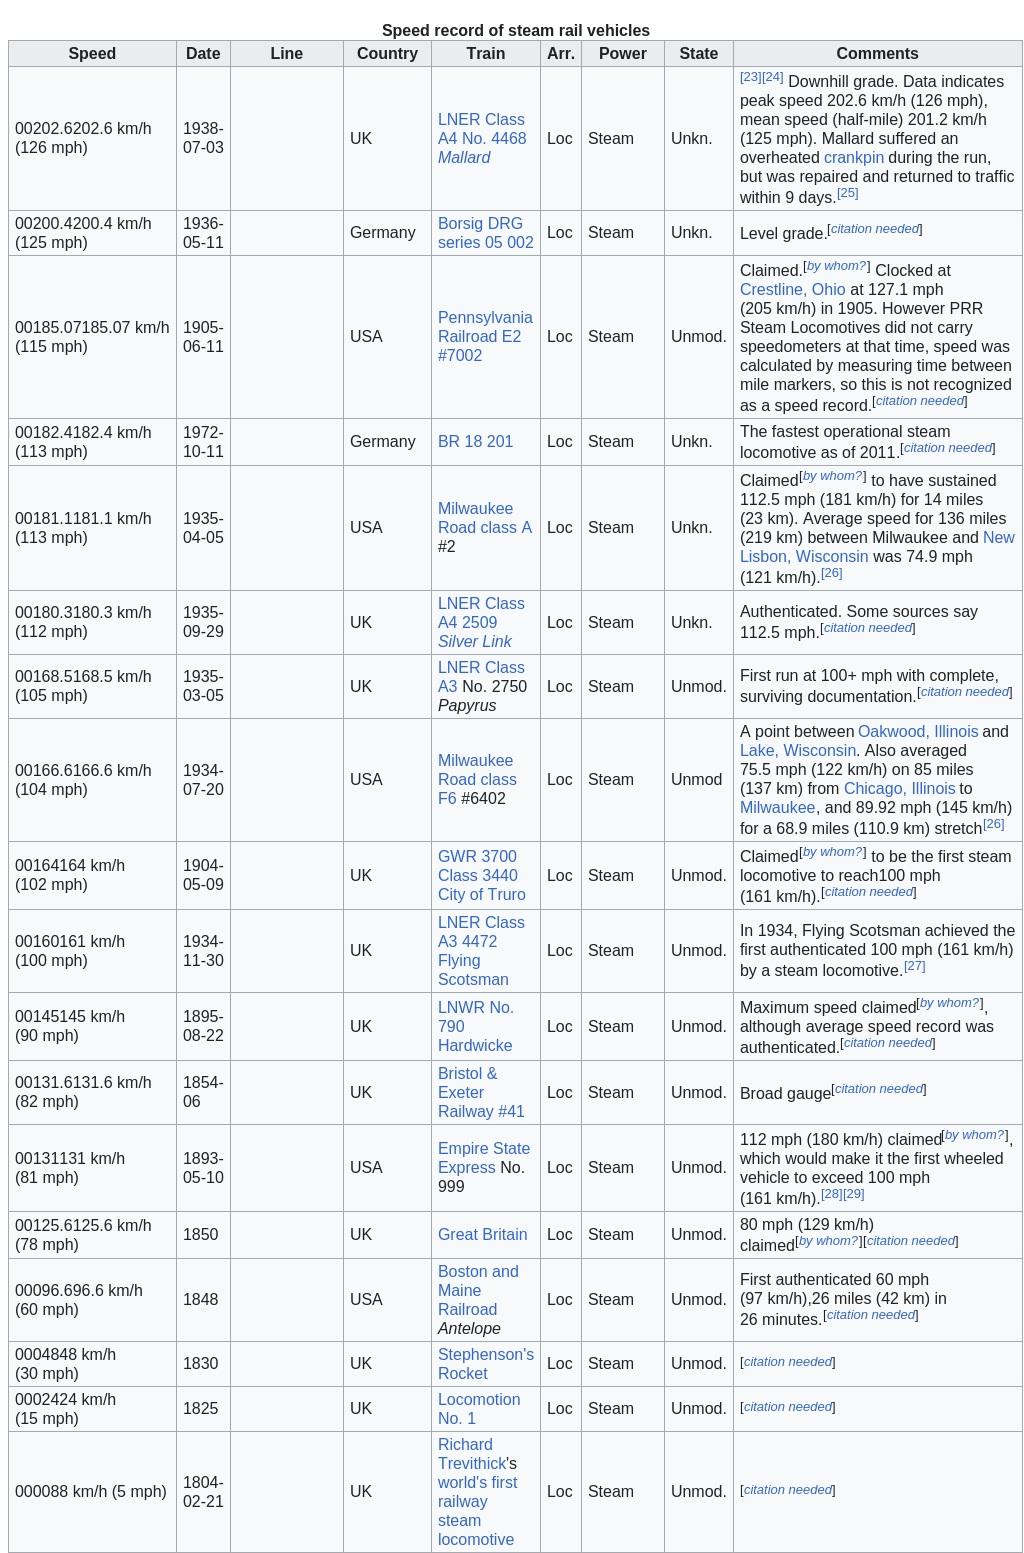 Speed record of steam rail vehicles
Speed Date Line Country Train Arr. Power State Comments
00202.6202.6 km/h
(126 mph)
1938-
07-03
UK
LNER Class
A4 No. 4468
Mallard
Loc
Steam
Unkn.
[23][24] Downhill grade. Data indicates
peak speed 202.6 km/h (126 mph),
mean speed (half-mile) 201.2 km/h
(125 mph). Mallard suffered an
overheated crankpin during the run,
but was repaired and returned to traffic
within 9 days.[25]
00200.4200.4 km/h
(125 mph)
1936-
05-11
Germany
Borsig DRG
series 05 002
Loc
Steam
Unkn.
Level grade.[citation needed]
00185.07185.07 km/h
(115 mph)
1905-
06-11
USA
Pennsylvania
Railroad E2
#7002
Loc
Steam
Unmod.
Claimed.[by whom?] Clocked at
Crestline, Ohio at 127.1 mph
(205 km/h) in 1905. However PRR
Steam Locomotives did not carry
speedometers at that time, speed was
calculated by measuring time between
mile markers, so this is not recognized
as a speed record.[citation needed]
00182.4182.4 km/h
(113 mph)
1972-
10-11
Germany
BR 18 201
Loc
Steam
Unkn.
The fastest operational steam
locomotive as of 2011.[citation needed]
00181.1181.1 km/h
(113 mph)
1935-
04-05
USA
Milwaukee
Road class A
#2
Loc
Steam
Unkn.
Claimed[by whom?] to have sustained
112.5 mph (181 km/h) for 14 miles
(23 km). Average speed for 136 miles
(219 km) between Milwaukee and New
Lisbon, Wisconsin was 74.9 mph
(121 km/h).[26]
00180.3180.3 km/h
(112 mph)
1935-
09-29
UK
LNER Class
A4 2509
Silver Link
Loc
Steam
Unkn.
Authenticated. Some sources say
112.5 mph.[citation needed]
00168.5168.5 km/h
(105 mph)
1935-
03-05
UK
LNER Class
A3 No. 2750
Papyrus
Loc
Steam
Unmod.
First run at 100+ mph with complete,
surviving documentation.[citation needed]
00166.6166.6 km/h
(104 mph)
1934-
07-20
USA
Milwaukee
Road class
F6 #6402
Loc
Steam
Unmod
A point between Oakwood, Illinois and
Lake, Wisconsin. Also averaged
75.5 mph (122 km/h) on 85 miles
(137 km) from Chicago, Illinois to
Milwaukee, and 89.92 mph (145 km/h)
for a 68.9 miles (110.9 km) stretch[26]
00164164 km/h
(102 mph)
1904-
05-09
UK
GWR 3700
Class 3440
City of Truro
Loc
Steam
Unmod.
Claimed[by whom?] to be the first steam
locomotive to reach100 mph
(161 km/h).[citation needed]
00160161 km/h
(100 mph)
1934-
11-30
UK
LNER Class
A3 4472
Flying
Scotsman
Loc
Steam
Unmod.
In 1934, Flying Scotsman achieved the
first authenticated 100 mph (161 km/h)
by a steam locomotive.[27]
00145145 km/h
(90 mph)
1895-
08-22
UK
LNWR No.
790
Hardwicke
Loc
Steam
Unmod.
Maximum speed claimed[by whom?],
although average speed record was
authenticated.[citation needed]
00131.6131.6 km/h
(82 mph)
1854-
06
UK
Bristol &
Exeter
Railway #41
Loc
Steam
Unmod.
Broad gauge[citation needed]
00131131 km/h
(81 mph)
1893-
05-10
USA
Empire State
Express No.
999
Loc
Steam
Unmod.
112 mph (180 km/h) claimed[by whom?],
which would make it the first wheeled
vehicle to exceed 100 mph
(161 km/h).[28][29]
00125.6125.6 km/h
(78 mph)
1850
UK
Great Britain
Loc
Steam
Unmod.
80 mph (129 km/h)
claimed[by whom?][citation needed]
00096.696.6 km/h
(60 mph)
1848
USA
Boston and
Maine
Railroad
Antelope
Loc
Steam
Unmod.
First authenticated 60 mph
(97 km/h),26 miles (42 km) in
26 minutes.[citation needed]
0004848 km/h
(30 mph)
1830
UK
Stephenson's
Rocket
Loc
Steam
Unmod.
[citation needed]
0002424 km/h
(15 mph)
1825
UK
Locomotion
No. 1
Loc
Steam
Unmod.
[citation needed]
000088 km/h (5 mph)
1804-
02-21
UK
Richard
Trevithick's
world's first
railway
steam
locomotive
Loc
Steam
Unmod.
[citation needed]